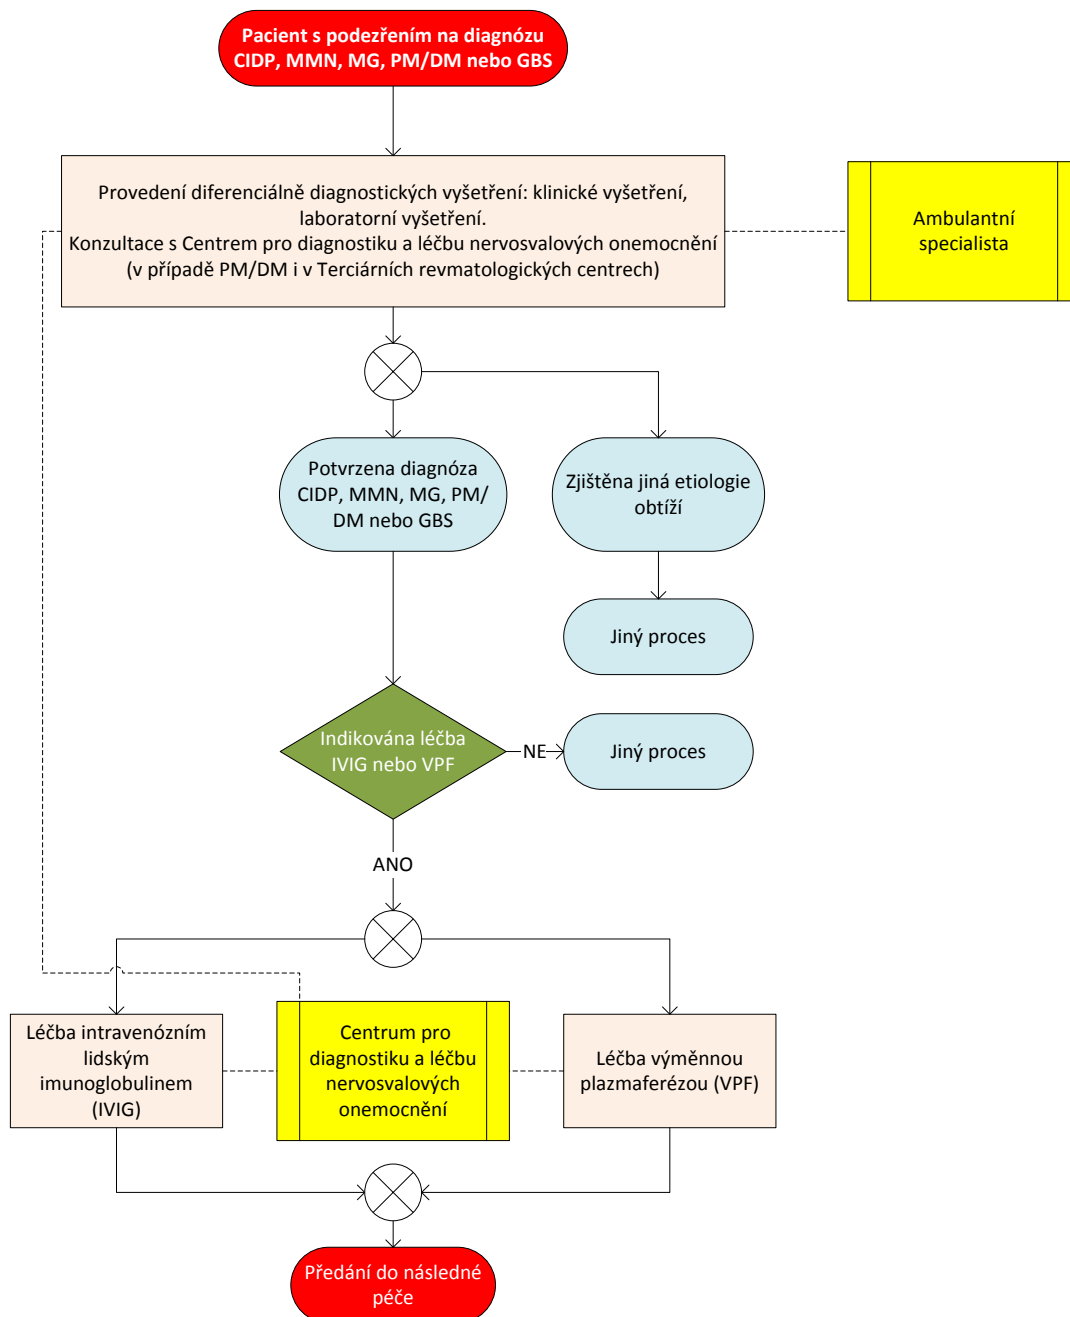 Pacient s podezřením na diagnózu
CIDP, MMN, MG, PM/DM nebo GBS
Provedení diferenciálně diagnostických vyšetření: klinické vyšetření,
laboratorní vyšetření.
Konzultace s Centrem pro diagnostiku a léčbu nervosvalových onemocnění
(v případě PM/DM i v Terciárních revmatologických centrech)
Ambulantní
specialista
Potvrzena diagnóza
CIDP, MMN, MG, PM/
DM nebo GBS
Zjištěna jiná etiologie
obtíží
Jiný proces
Indikována léčba
IVIG nebo VPF
NE
Jiný proces
ANO
Léčba intravenózním
lidským
imunoglobulinem
(IVIG)
Centrum pro
diagnostiku a léčbu
nervosvalových
onemocnění
Léčba výměnnou
plazmaferézou (VPF)
Předání do následné
péče